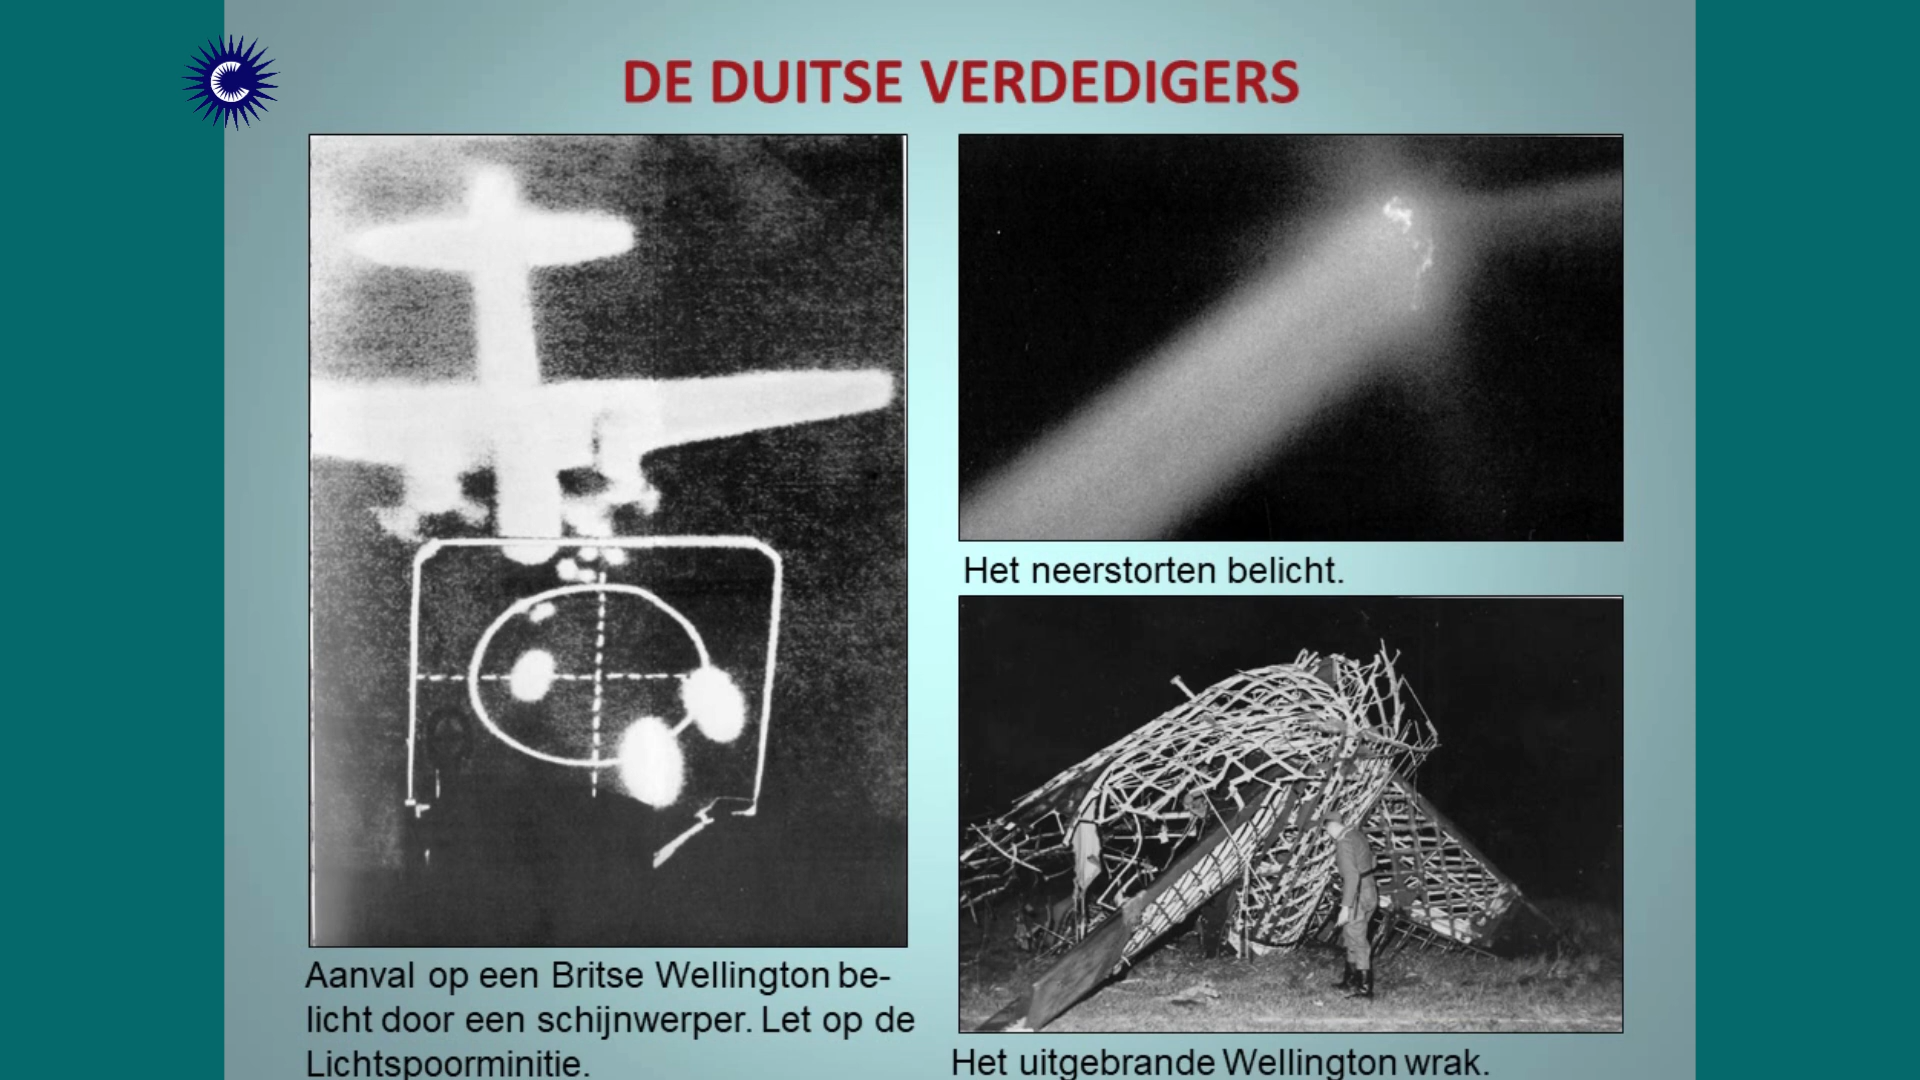 DE DUITSE VERDEDIGERS
Het neerstorten belicht.
Aanval op een Britse Wellington be-
licht door een schijnwerper. Let op de
Lichtspoorminitie.
Het uitgebrande Wellington wrak.